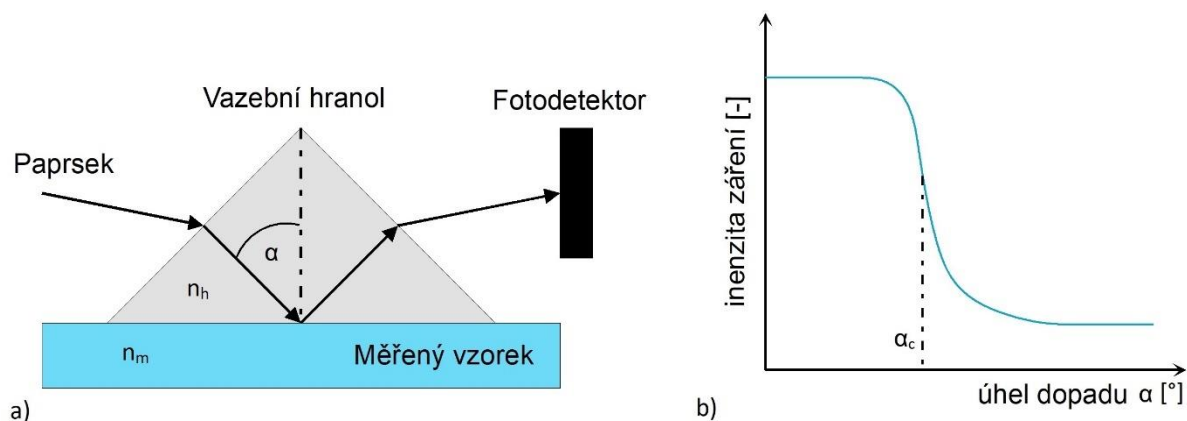 Vazební hranol
Fotodetektor
Paprsek
α
nh
nm
Měřený vzorek
a)
inenzita záření [-]
αc
úhel dopadu α [°]
b)